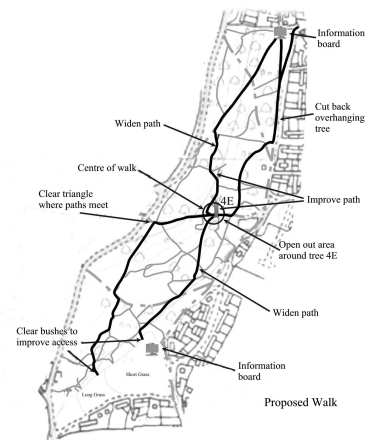 Information
board
Cut back
overhanging
tree
Widen path
Centre of walk
4E
Clear triangle
where paths meet
Improve path
Open out area
around tree 4E
Widen path
Clear bushes to
improve access
Information
board
Short Grass
Long Grass
Proposed Walk